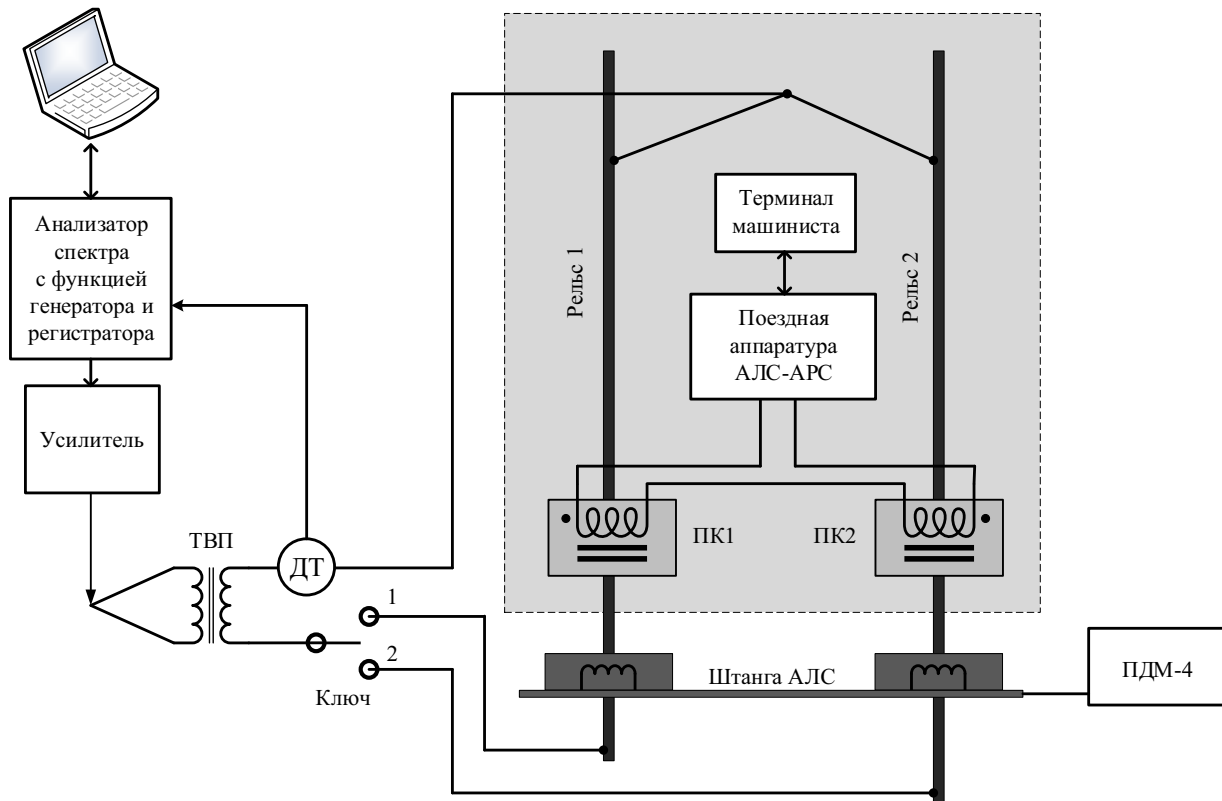 Анализатор
спектра
с функцией
генератора и
регистратора
Усилитель
ТВП
ДТ
1
2
Ключ
Терминал
машиниста
Рельс 1
Рельс 2
Поездная
аппаратура
АЛС-АРС
ПК1
ПК2
Штанга АЛС
ПДМ-4